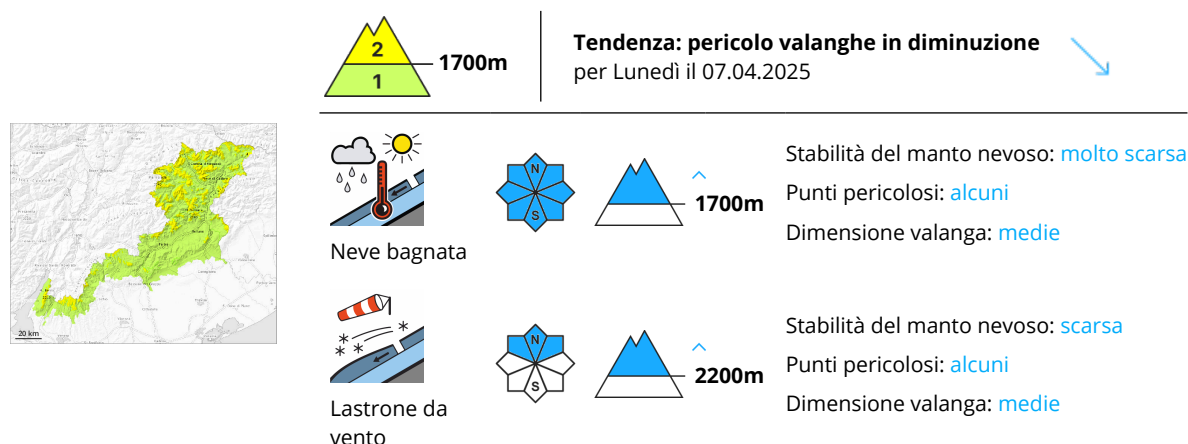 2
1700m
1
Tendenza: pericolo valanghe in diminuzione
per Lunedì il 07.04.2025
20 km
Neve bagnata
N
S
1700m
Stabilità del manto nevoso: molto scarsa
Punti pericolosi: alcuni
Dimensione valanga: medie
Lastrone da
vento
N
S
2200m
Stabilità del manto nevoso: scarsa
Punti pericolosi: alcuni
Dimensione valanga: medie